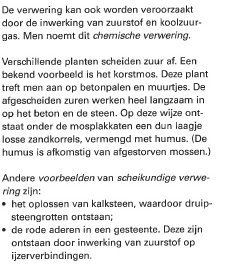 De verwering kan ook worden veroorzaakt
door de inwerking van zuurstof en koolzuur-
gas. Men noemt dit chemische verwering.
Verschillende planten scheiden zuur af. Een
bekend voorbeeld is het korstmos. Deze plant
treft men aan op betonpalen en muurtjes. De
afgescheiden zuren werken heel langzaam in
op het beton en de steen. Op deze wijze ont-
staat onder de mosplakkaten een dun laagje
losse zandkorrels, vermengd met humus. (De
humus is afkomstig van afgestorven mossen.)
Andere voorbeelden van scheikundige verwe-
ring zijn:
• het oplossen van kalksteen, waardoor druip-
steengrotten ontstaan;
• de rode aderen in een gesteente. Deze zijn
ontstaan door inwerking van zuurstof op
ijzerverbindingen.